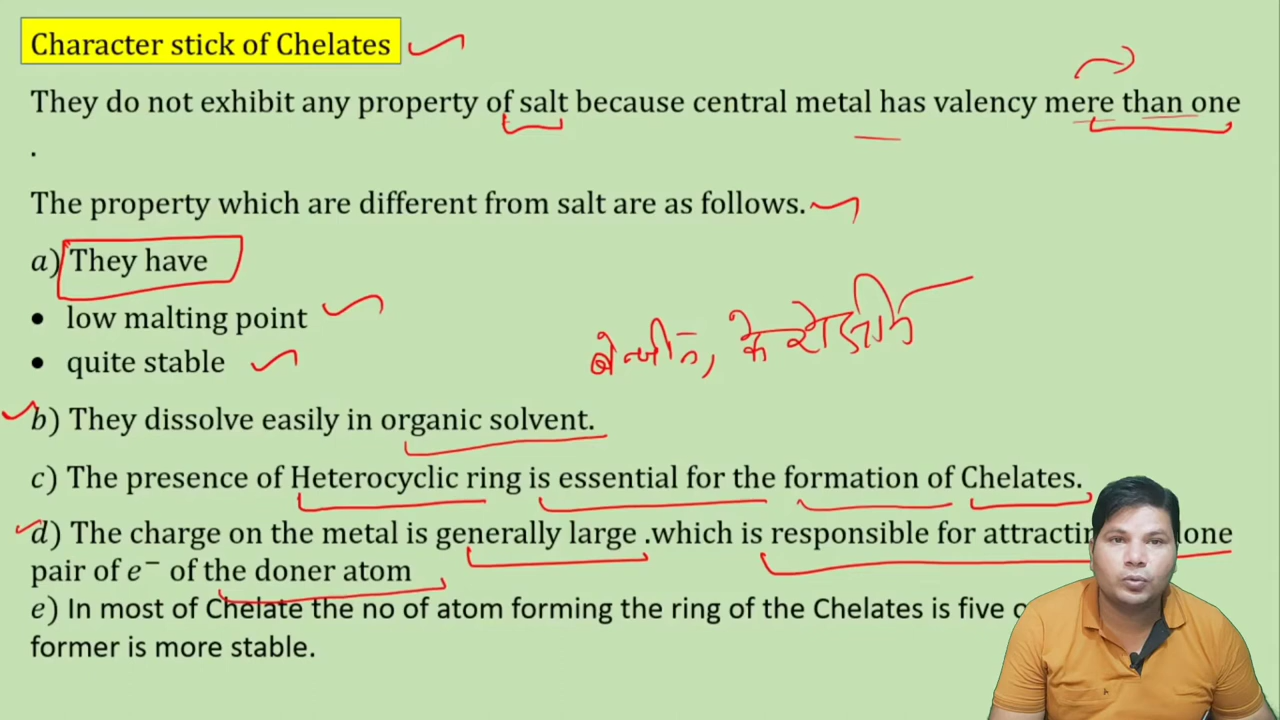 Character stick of Chelates
They do not exhibit any property of salt because central metal has valency mere than one
.
The property which are different from salt are as follows.
a) They have
• low malting point
• quite stable
बेन्जीन, केरोसीन
b) They dissolve easily in organic solvent.
c) The presence of Heterocyclic ring is essential for the formation of Chelates.
d) The charge on the metal is generally large .which is responsible for lone
pair of e⁻ of the doner atom
e) In most of Chelate the no of atom forming the ring of the Chelates is five
former is more stable.